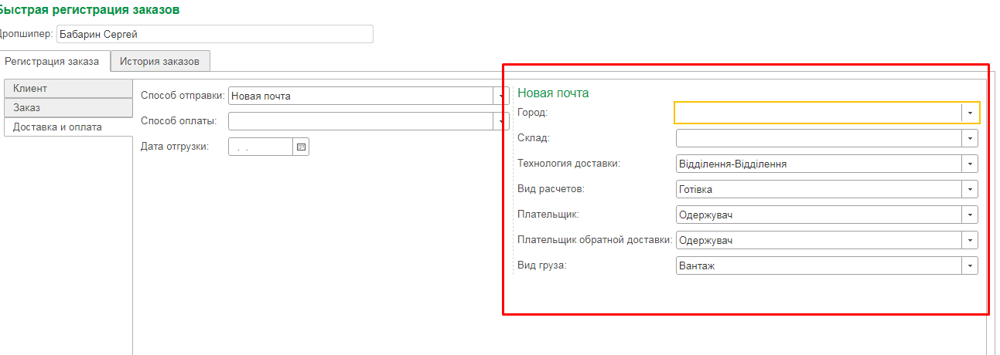 Быстрая регистрация заказов
Дропшипер: Бабарин Сергей
Регистрация заказа История заказов
Клиент
Заказ
Доставка и оплата
Способ отправки: Новая почта
Способ оплаты:
Дата отгрузки: . .
Новая почта
Город:
Склад:
Технология доставки: Відділення-Відділення
Вид расчетов: Готівка
Плательщик: Одержувач
Плательщик обратной доставки: Одержувач
Вид груза: Вантаж